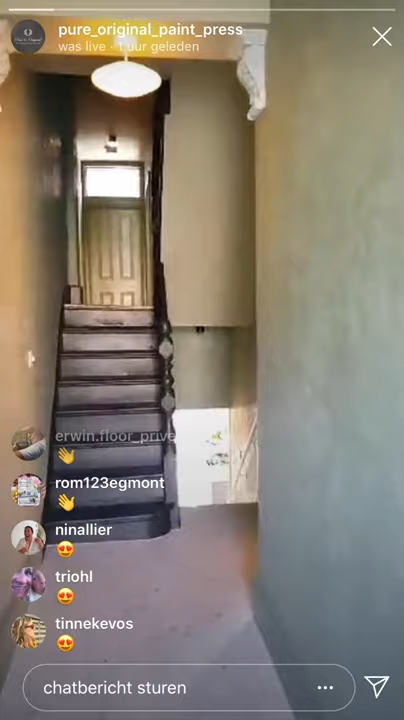 pure_original_paint_press
was live · 1 uur geleden
erwin.floor_prive
👋
rom123egmont
👋
ninallier
😍
triohl
😍
tinnekevos
😍
chatbericht sturen